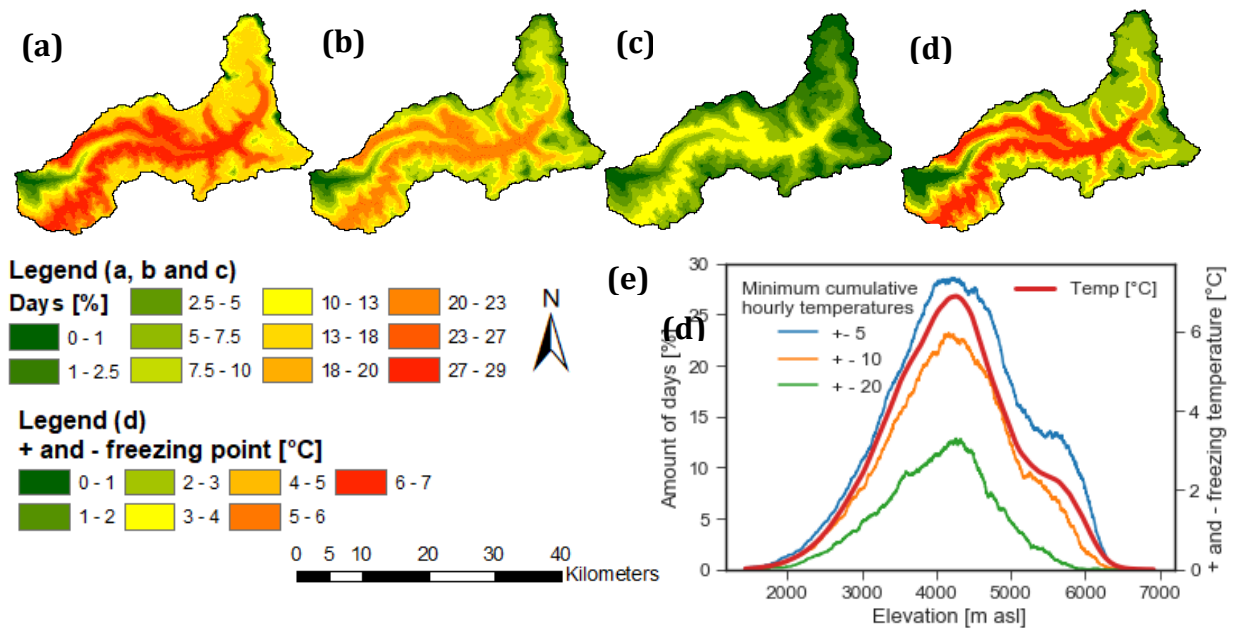 (a)
(b)
(c)
(d)
Legend (a, b and c)
Days [%]
0 - 1
1 - 2.5
2.5 - 5
5 - 7.5
7.5 - 10
10 - 13
13 - 18
18 - 20
20 - 23
23 - 27
27 - 29
N
Legend (d)
+ and - freezing point [°C]
0 - 1
1 - 2
2 - 3
3 - 4
4 - 5
5 - 6
6 - 7
0 5 10 20 30 40
Kilometers
(e)
(d)
Minimum cumulative
hourly temperatures
+- 5
+ - 10
+ - 20
Temp [°C]
Amount of days [%]
30
25
20
15
10
5
0
+ and - freezing temperature [°C]
6
4
2
0
2000 3000 4000 5000 6000 7000
Elevation [m asl]